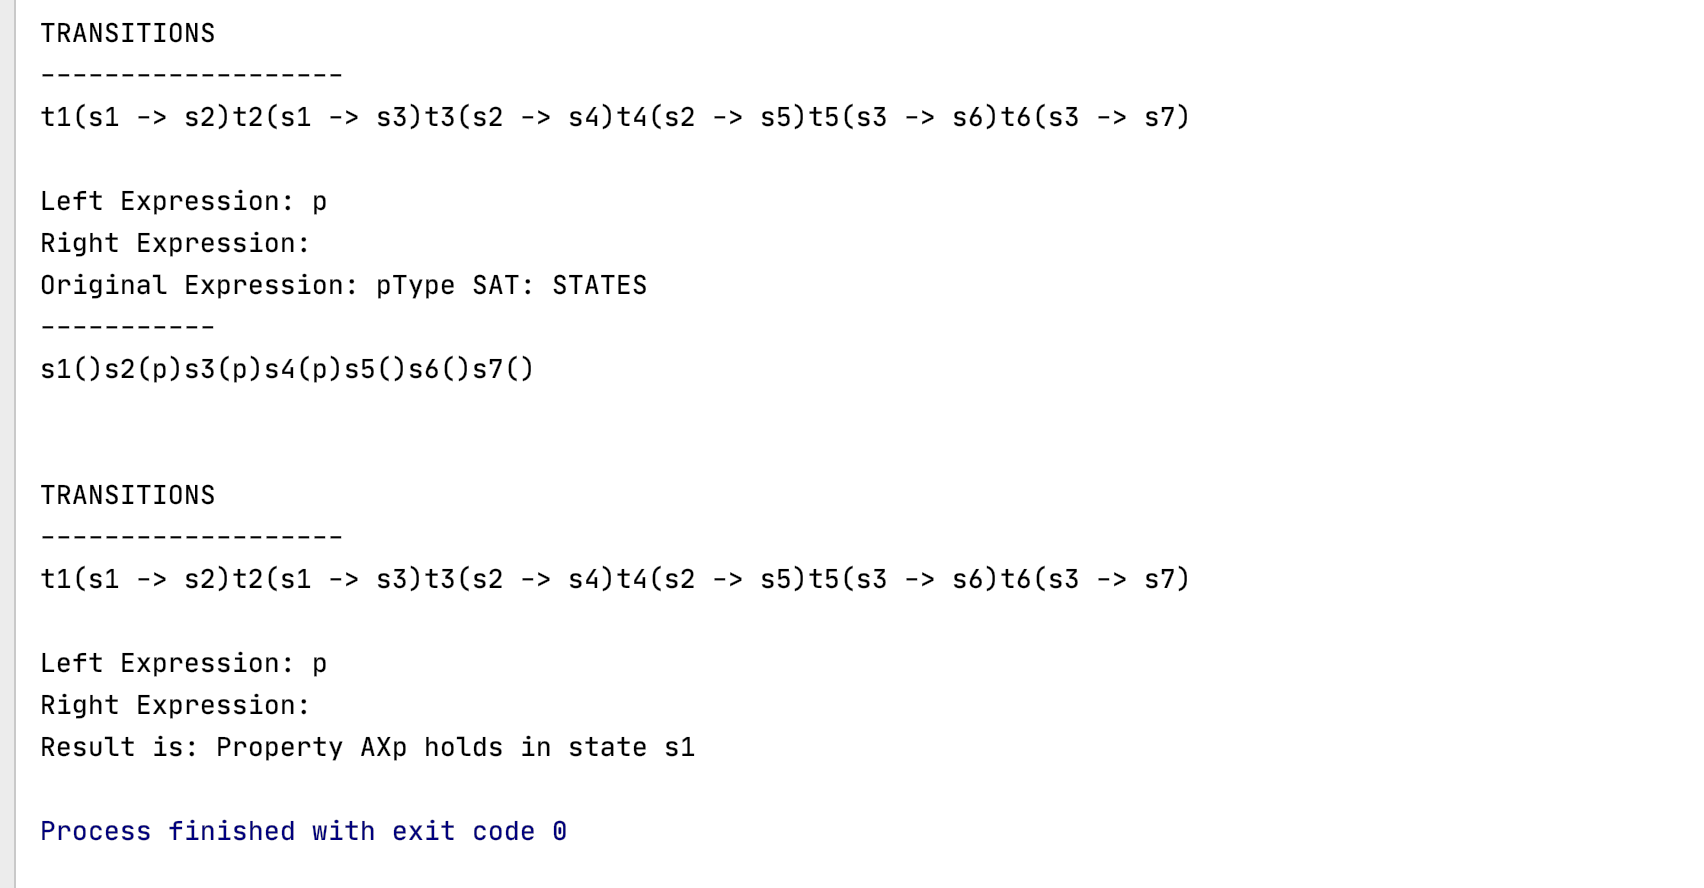 TRANSITIONS
-------------------
t1(s1 -> s2)t2(s1 -> s3)t3(s2 -> s4)t4(s2 -> s5)t5(s3 -> s6)t6(s3 -> s7)
Left Expression: p
Right Expression:
Original Expression: pType SAT: STATES
-----------
s1()s2(p)s3(p)s4(p)s5()s6()s7()
TRANSITIONS
-------------------
t1(s1 -> s2)t2(s1 -> s3)t3(s2 -> s4)t4(s2 -> s5)t5(s3 -> s6)t6(s3 -> s7)
Left Expression: p
Right Expression:
Result is: Property AXp holds in state s1
Process finished with exit code 0